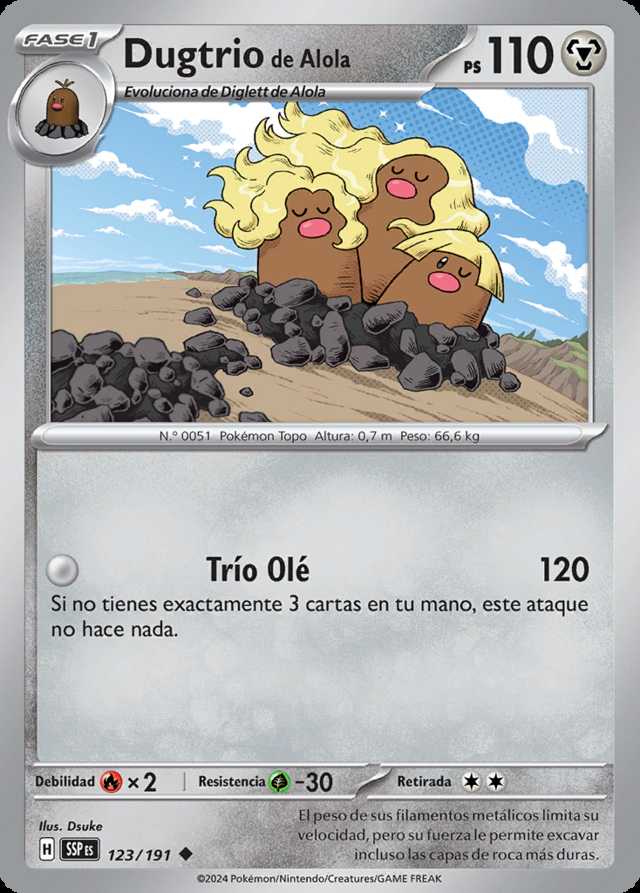 FASE 1
Dugtrio de Alola
PS 110
Evoluciona de Diglett de Alola
N.º 0051 Pokémon Topo Altura: 0,7 m Peso: 66,6 kg
Trío Olé 120
Si no tienes exactamente 3 cartas en tu mano, este ataque
no hace nada.
Debilidad ×2 Resistencia -30 Retirada
Ilus. Dsuke
H SSP ES 123/191
El peso de sus filamentos metálicos limita su
velocidad, pero su fuerza le permite excavar
incluso las capas de roca más duras.
©2024 Pokémon/Nintendo/Creatures/GAME FREAK